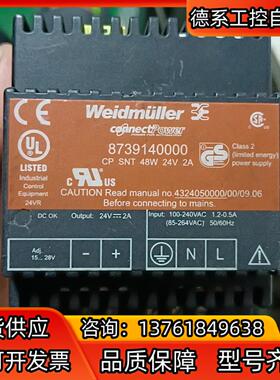 德系工控自
Weidmüller
connectPower
8739140000
CP SNT 48W 24V 2A
UL
LISTED
Industrial
Control
Equipment
24VR
GS
Class 2
(limited energy)
power supply
CAUTION Read manual no.4324050000/00/09.06
Before connecting to mains.
DC OK
Output: 24V 2A
Input: 100-240VAC 1.2-0.5A
(85-264VAC) 50/60Hz
Adj.
15...28V
− + N L
货供应 咨询：13761849638
可开发票 品质保障 型号齐